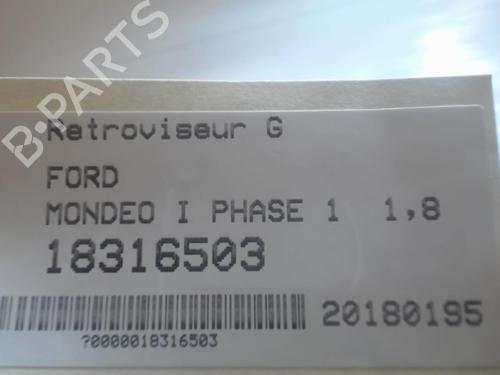 B-PARTS
Retroviseur G
FORD
MONDEO I PHASE 1 1,8
18316503
20180195
?0000018316503